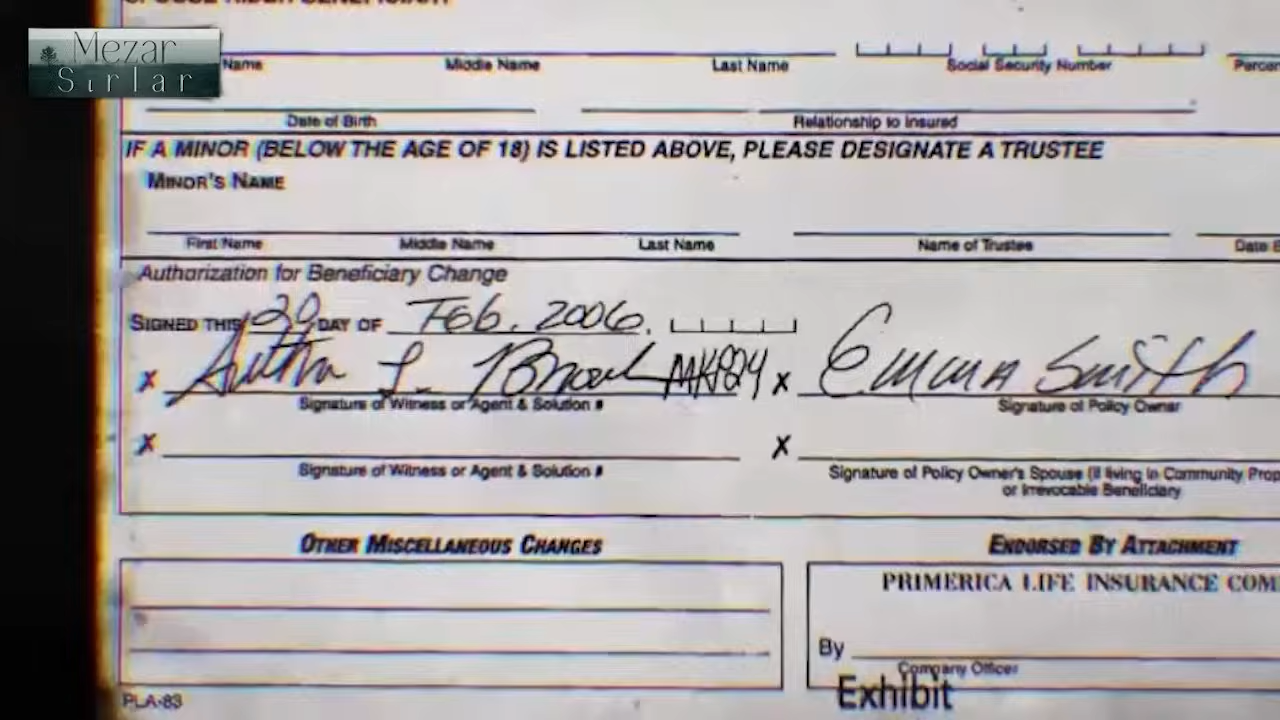 Mezar
Sırlar
Name Middle Name Last Name Social Security Number
Date of Birth Relationship to Insured
IF A MINOR (BELOW THE AGE OF 18) IS LISTED ABOVE, PLEASE DESIGNATE A TRUSTEE
MINOR'S NAME
First Name Middle Name Last Name Name of Trustee Date
Authorization for Beneficiary Change
SIGNED THIS DAY OF Feb. 2006.
X L. X Emma Smith
Signature of Witness or Agent & Solution # Signature of Policy Owner
X X
Signature of Witness or Agent & Solution # Signature of Policy Owner's Spouse (if living in Community Prop
or Irrevocable Beneficiary
OTHER MISCELLANEOUS CHANGES ENDORSED BY ATTACHMENT
PRIMERICA LIFE INSURANCE COM
By
Company Officer
Exhibit
PLA-83